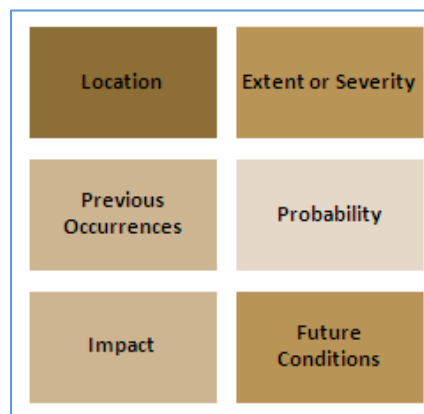 Location
Extent or Severity
Previous
Occurrences
Probability
Impact
Future
Conditions